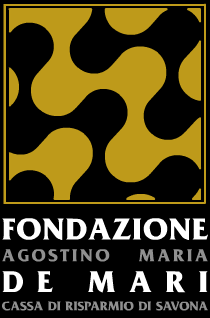 FONDAZIONE
AGOSTINO MARIA
DE MARI
CASSA DI RISPARMIO DI SAVONA